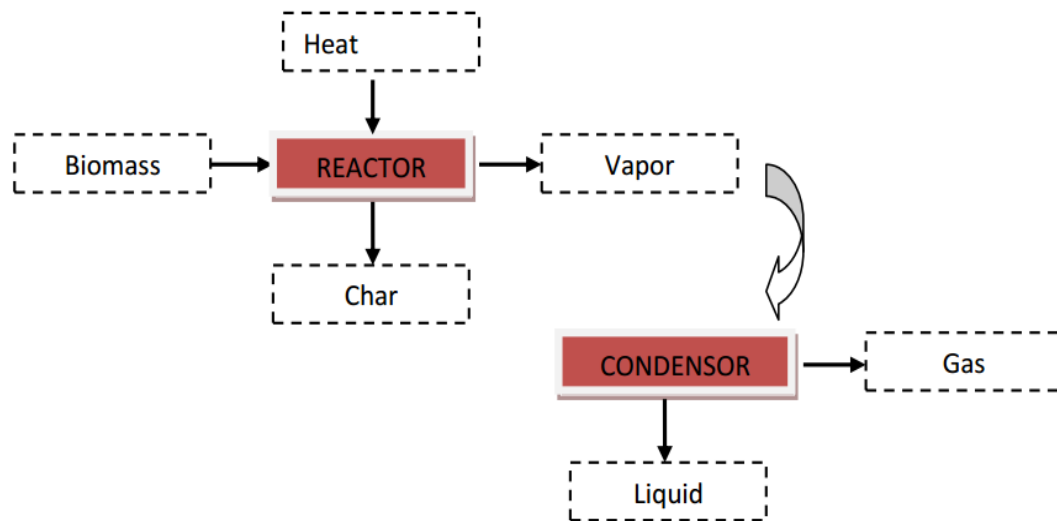 Heat
Biomass
REACTOR
Vapor
Char
CONDENSOR
Gas
Liquid